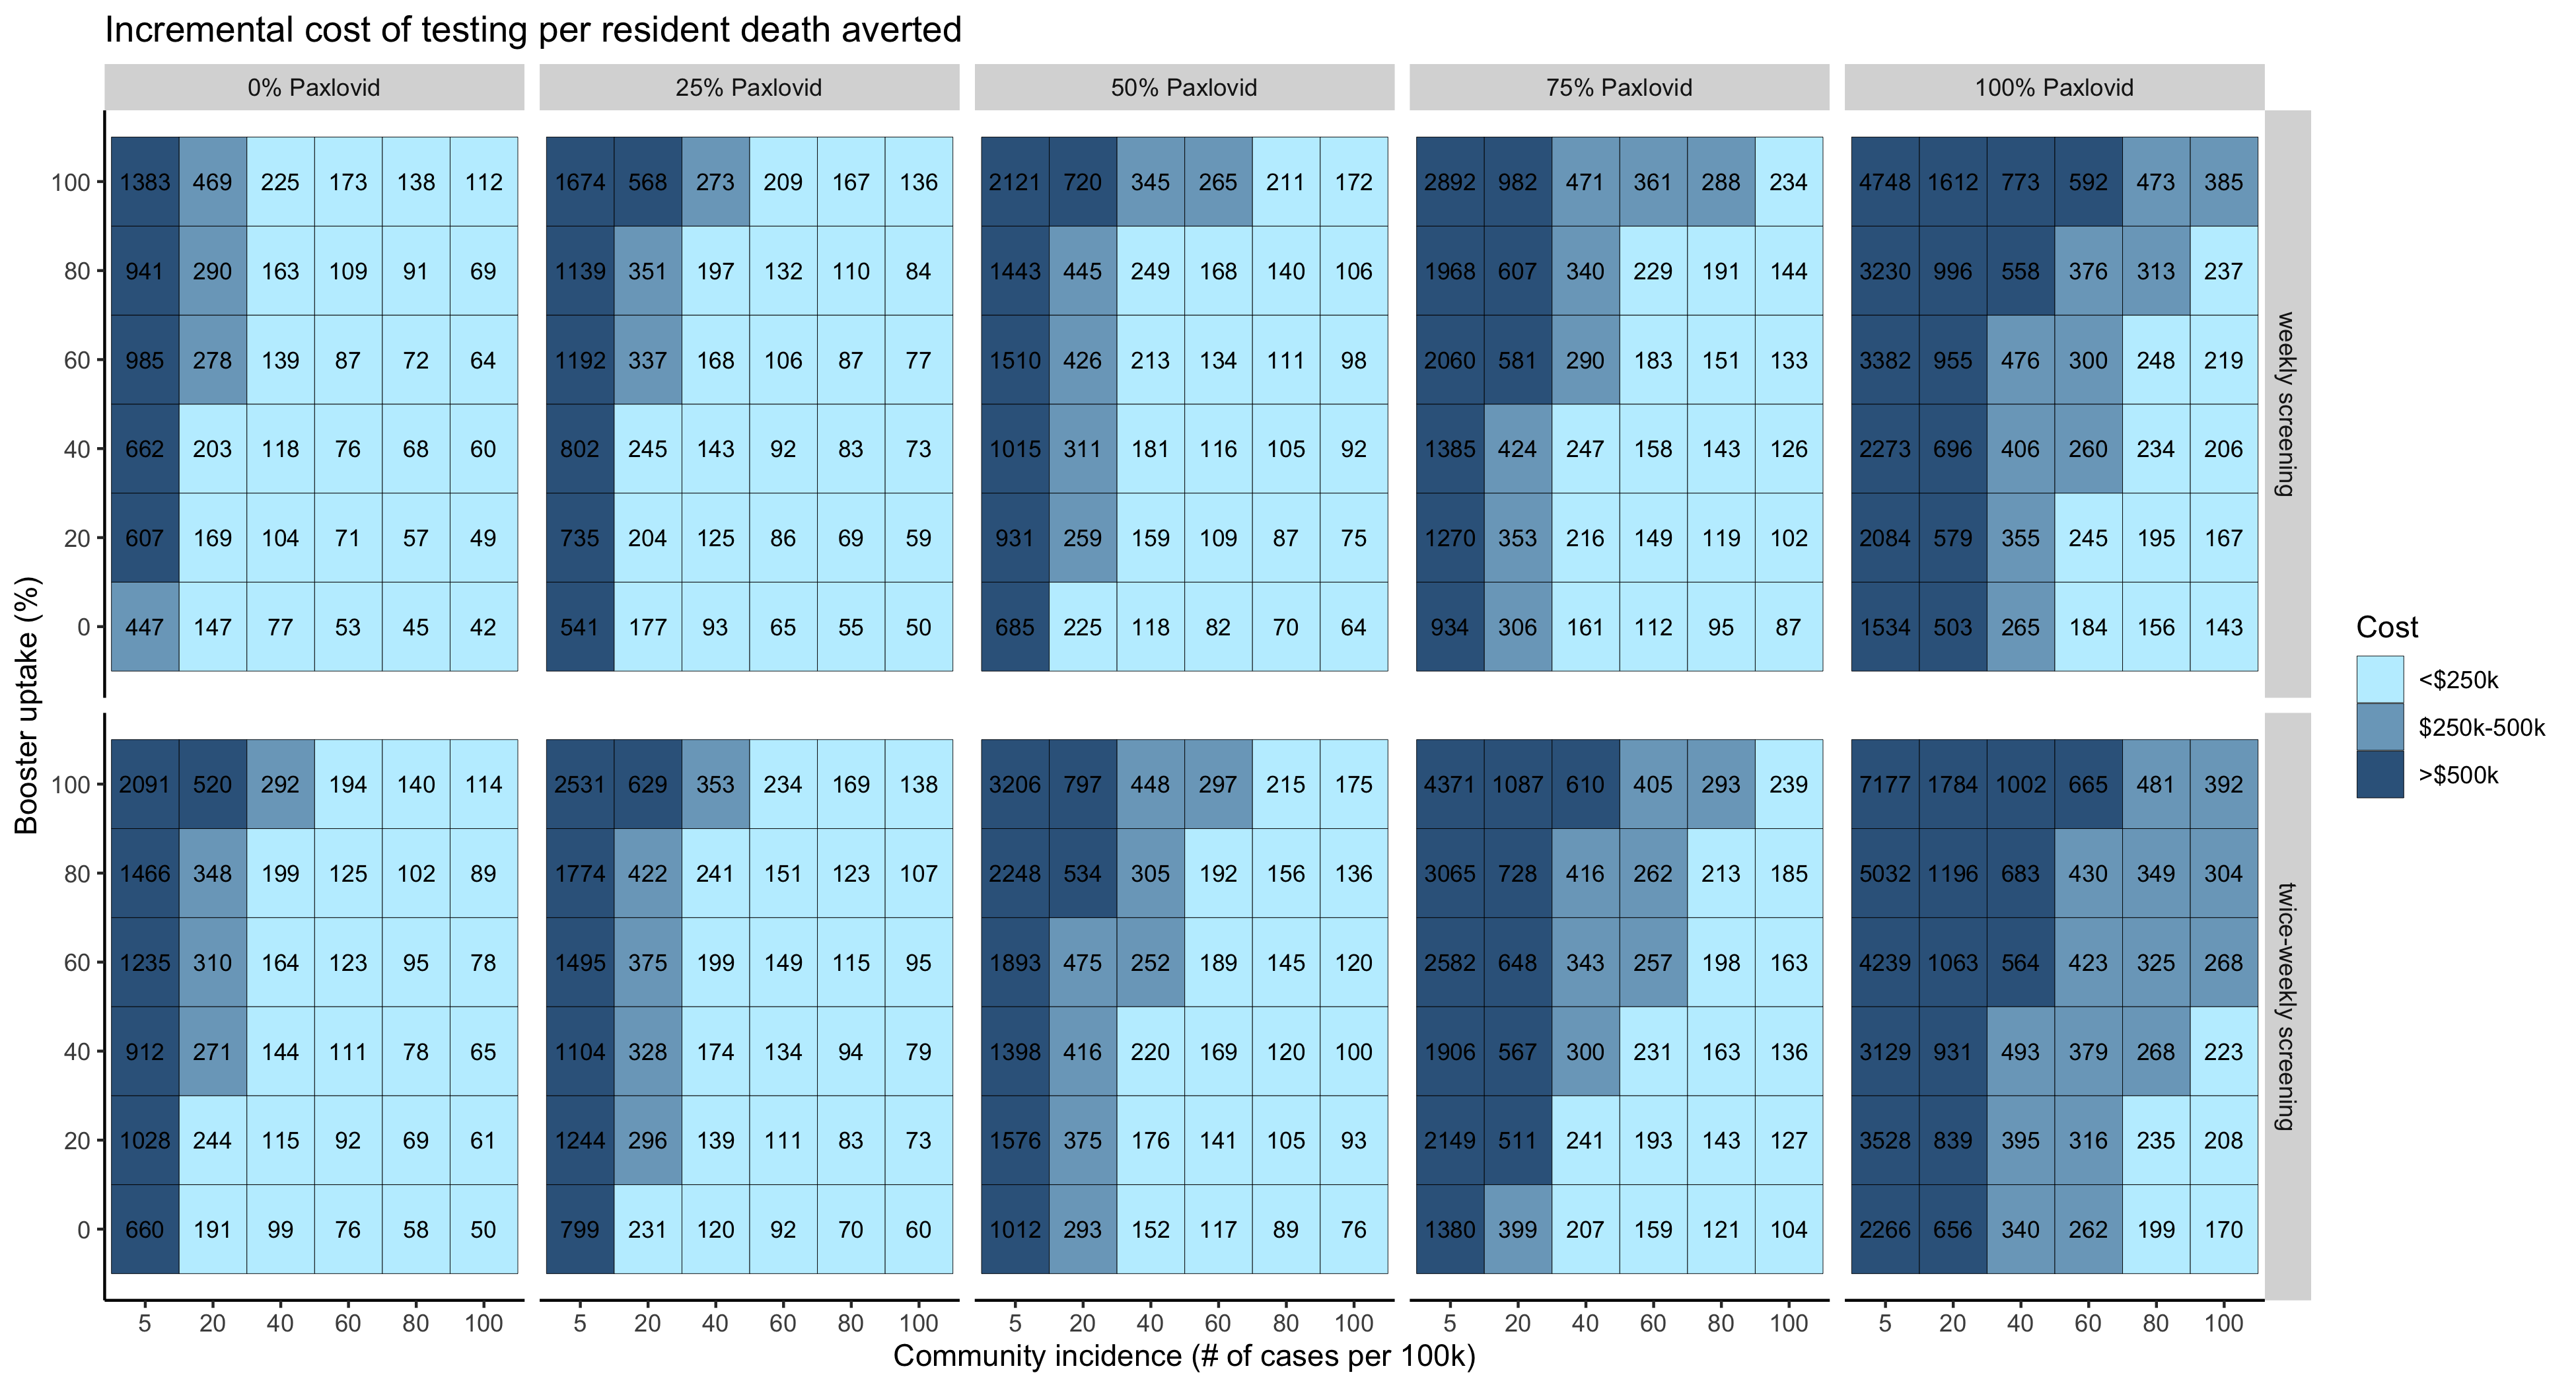 Incremental cost of testing per resident death averted
0% Paxlovid 25% Paxlovid 50% Paxlovid 75% Paxlovid 100% Paxlovid
100 1383 469 225 173 138 112 1674 568 273 209 167 136 2121 720 345 265 211 172 2892 982 471 361 288 234 4748 1612 773 592 473 385
80 941 290 163 109 91 69 1139 351 197 132 110 84 1443 445 249 168 140 106 1968 607 340 229 191 144 3230 996 558 376 313 237
60 985 278 139 87 72 64 1192 337 168 106 87 77 1510 426 213 134 111 98 2060 581 290 183 151 133 3382 955 476 300 248 219
40 662 203 118 76 68 60 802 245 143 92 83 73 1015 311 181 116 105 92 1385 424 247 158 143 126 2273 696 406 260 234 206
20 607 169 104 71 57 49 735 204 125 86 69 59 931 259 159 109 87 75 1270 353 216 149 119 102 2084 579 355 245 195 167
0 447 147 77 53 45 42 541 177 93 65 55 50 685 225 118 82 70 64 934 306 161 112 95 87 1534 503 265 184 156 143
weekly screening
100 2091 520 292 194 140 114 2531 629 353 234 169 138 3206 797 448 297 215 175 4371 1087 610 405 293 239 7177 1784 1002 665 481 392
80 1466 348 199 125 102 89 1774 422 241 151 123 107 2248 534 305 192 156 136 3065 728 416 262 213 185 5032 1196 683 430 349 304
60 1235 310 164 123 95 78 1495 375 199 149 115 95 1893 475 252 189 145 120 2582 648 343 257 198 163 4239 1063 564 423 325 268
40 912 271 144 111 78 65 1104 328 174 134 94 79 1398 416 220 169 120 100 1906 567 300 231 163 136 3129 931 493 379 268 223
20 1028 244 115 92 69 61 1244 296 139 111 83 73 1576 375 176 141 105 93 2149 511 241 193 143 127 3528 839 395 316 235 208
0 660 191 99 76 58 50 799 231 120 92 70 60 1012 293 152 117 89 76 1380 399 207 159 121 104 2266 656 340 262 199 170
twice-weekly screening
5 20 40 60 80 100 5 20 40 60 80 100 5 20 40 60 80 100 5 20 40 60 80 100 5 20 40 60 80 100
Community incidence (# of cases per 100k)
Booster uptake (%)
Cost
<$250k
$250k-500k
>$500k